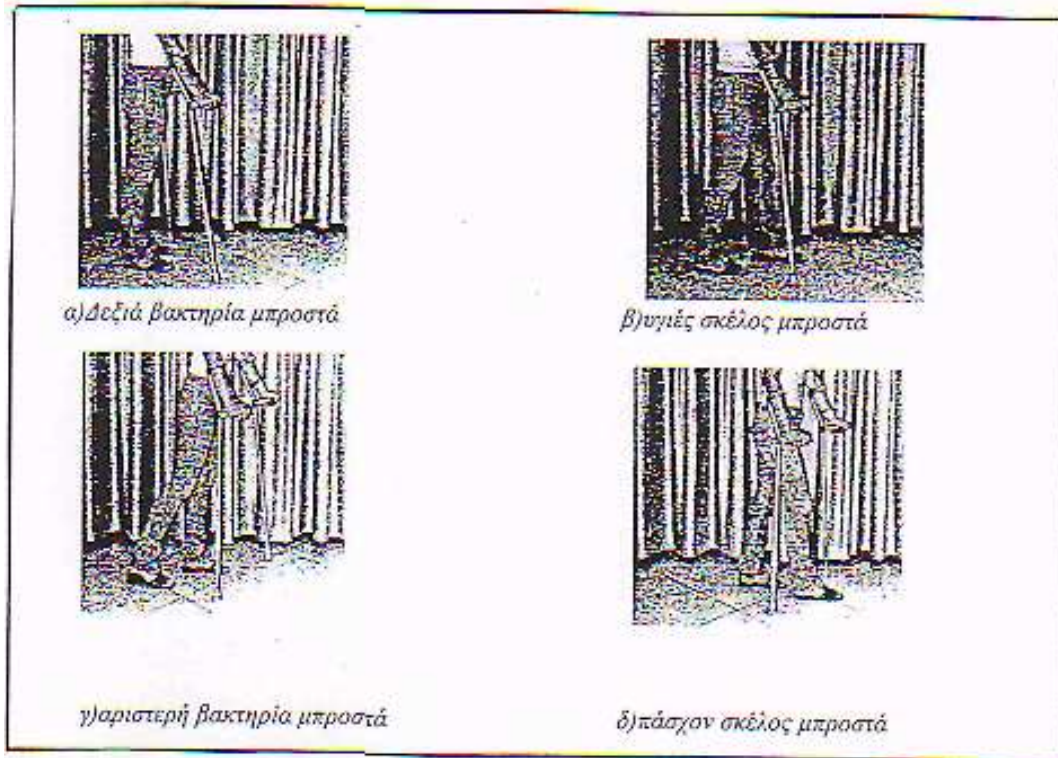 α)Δεξιά βακτηρία μπροστά
β)υγιές σκέλος μπροστά
γ)αριστερή βακτηρία μπροστά
δ)πάσχον σκέλος μπροστά